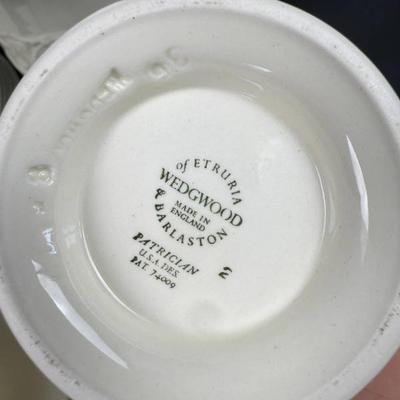 of ETRURIA
WEDGWOOD
MADE IN
ENGLAND
& BARLASTON
PATRICIAN
U.S.A. DES.
PAT. 74009
2